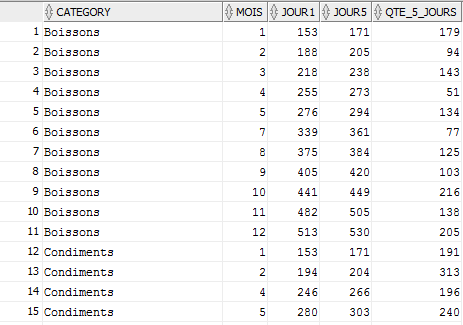 CATEGORY MOIS JOUR1 JOUR5 QTE_5_JOURS
1 Boissons 1 153 171 179
2 Boissons 2 188 205 94
3 Boissons 3 218 238 143
4 Boissons 4 255 273 51
5 Boissons 5 276 294 134
6 Boissons 7 339 361 77
7 Boissons 8 375 384 125
8 Boissons 9 405 420 103
9 Boissons 10 441 449 216
10 Boissons 11 482 505 138
11 Boissons 12 513 530 205
12 Condiments 1 153 171 191
13 Condiments 2 194 204 313
14 Condiments 4 246 266 196
15 Condiments 5 280 303 240